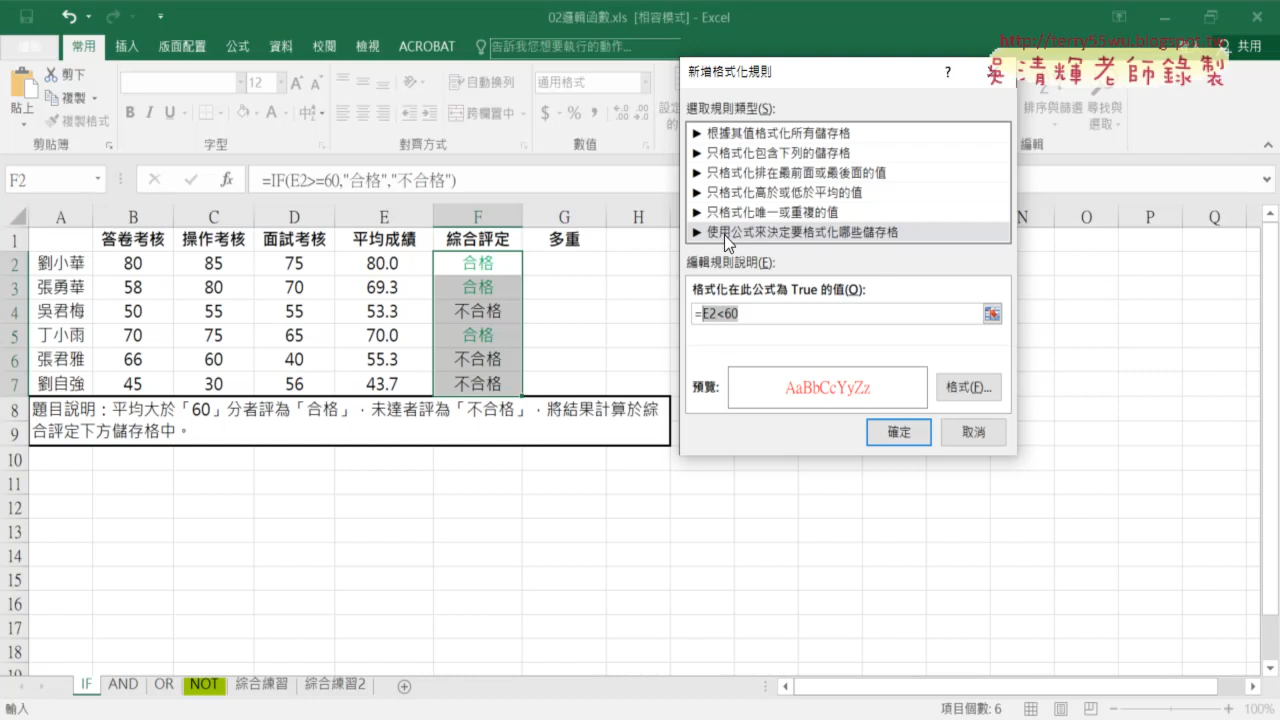 02邏輯函數.xls [相容模式] - Excel
http://terry55wu.blogspot.tw
吳清輝老師錄製
常用 插入 版面配置 公式 資料 校閱 檢視 ACROBAT 告訴我您想要執行的動作... 共用
貼上
剪下
複製
複製格式
剪貼簿
12
B I U
字型
自動換列
跨欄置中
對齊方式
通用格式
數值
排序與篩選 尋找與
選取
編輯
F2
=IF(E2>=60,"合格","不合格")
A B C D E F G H N O P Q
1 答卷考核 操作考核 面試考核 平均成績 綜合評定 多重
2 劉小華 80 85 75 80.0 合格
3 張勇華 58 80 70 69.3 合格
4 吳君梅 50 55 55 53.3 不合格
5 丁小雨 70 75 65 70.0 合格
6 張君雅 66 60 40 55.3 不合格
7 劉自強 45 30 56 43.7 不合格
8 題目說明：平均大於「60」分者評為「合格」，未達者評為「不合格」，將結果計算於綜
9 合評定下方儲存格中。
10
11
12
13
14
15
16
17
18
新增格式化規則
?
選取規則類型(S):
► 根據其值格式化所有儲存格
► 只格式化包含下列的儲存格
► 只格式化排在最前面或最後面的值
► 只格式化高於或低於平均的值
► 只格式化唯一或重複的值
► 使用公式來決定要格式化哪些儲存格
編輯規則說明(E):
格式化在此公式為 True 的值(O):
=E2<60
預覽: AaBbCcYyZz 格式(F)...
確定 取消
IF AND OR NOT 綜合練習 綜合練習2
輸入
項目個數: 6
100%